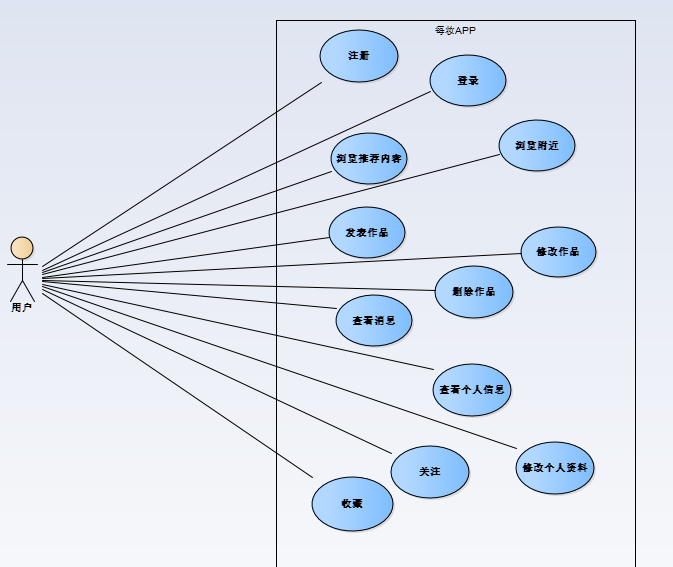 每妆APP
注册
登录
浏览附近
浏览推荐内容
发表作品
修改作品
用户
删除作品
查看消息
查看个人信息
修改个人资料
关注
收藏